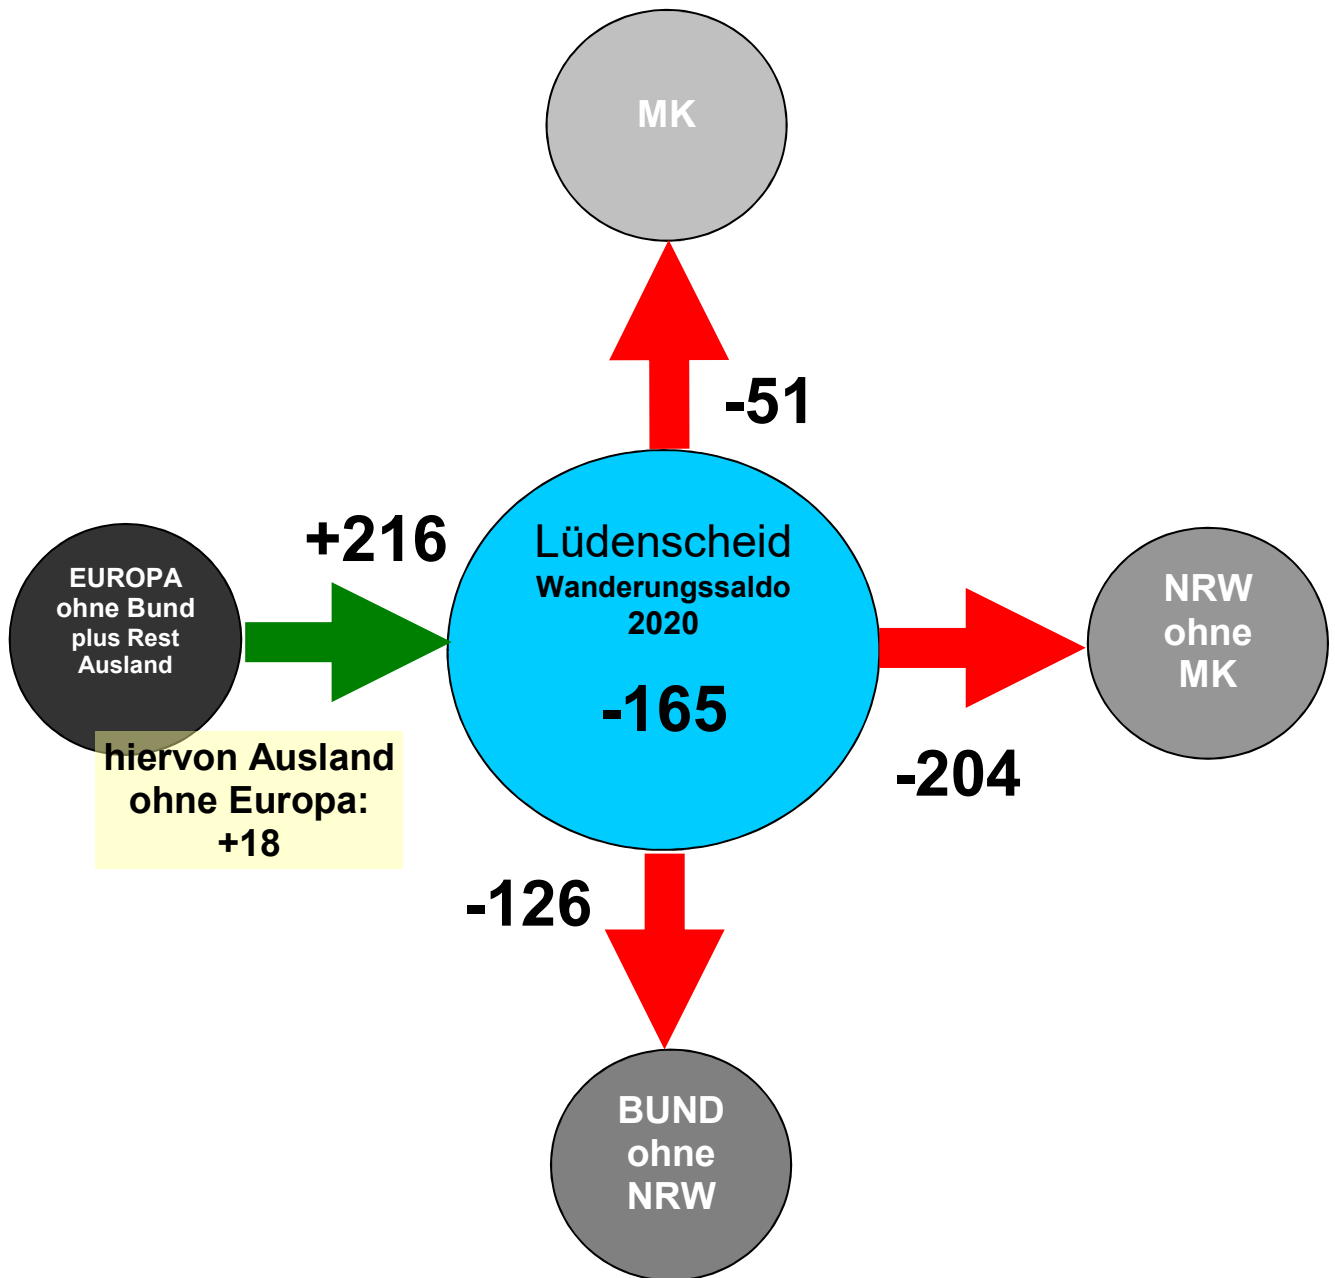 MK
-51
+216
Lüdenscheid
Wanderungssaldo
2020
-165
EUROPA
ohne Bund
plus Rest
Ausland
NRW
ohne
MK
hiervon Ausland
ohne Europa:
+18
-204
-126
BUND
ohne
NRW